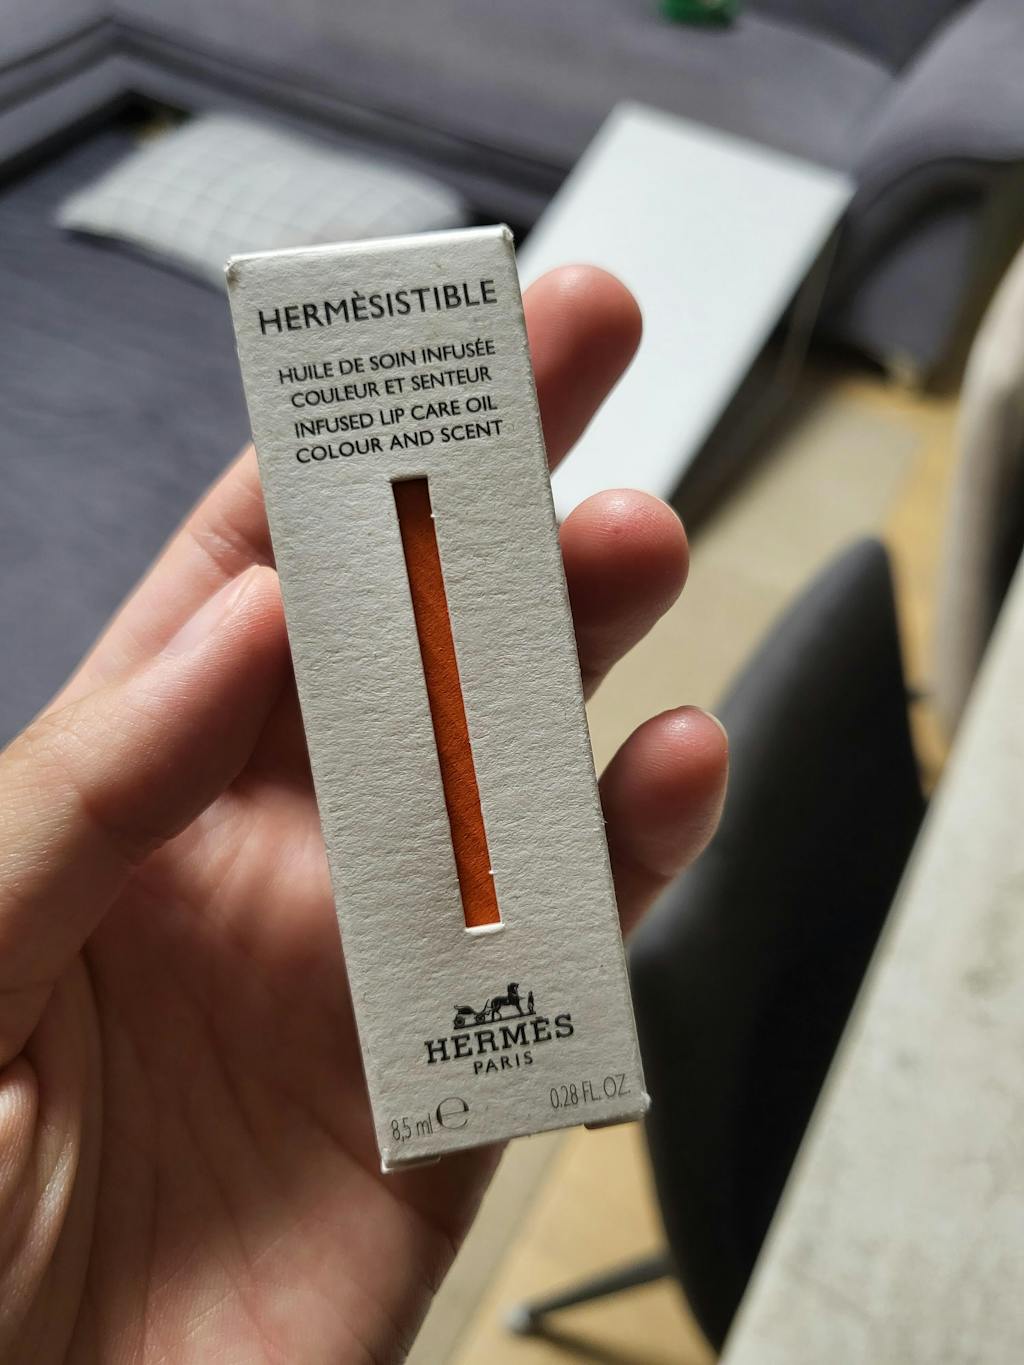 HERMÈSISTIBLE
HUILE DE SOIN INFUSÉE
COULEUR ET SENTEUR
INFUSED LIP CARE OIL
COLOUR AND SCENT
HERMÈS
PARIS
8,5 ml ℮ 0.28 FL. OZ.